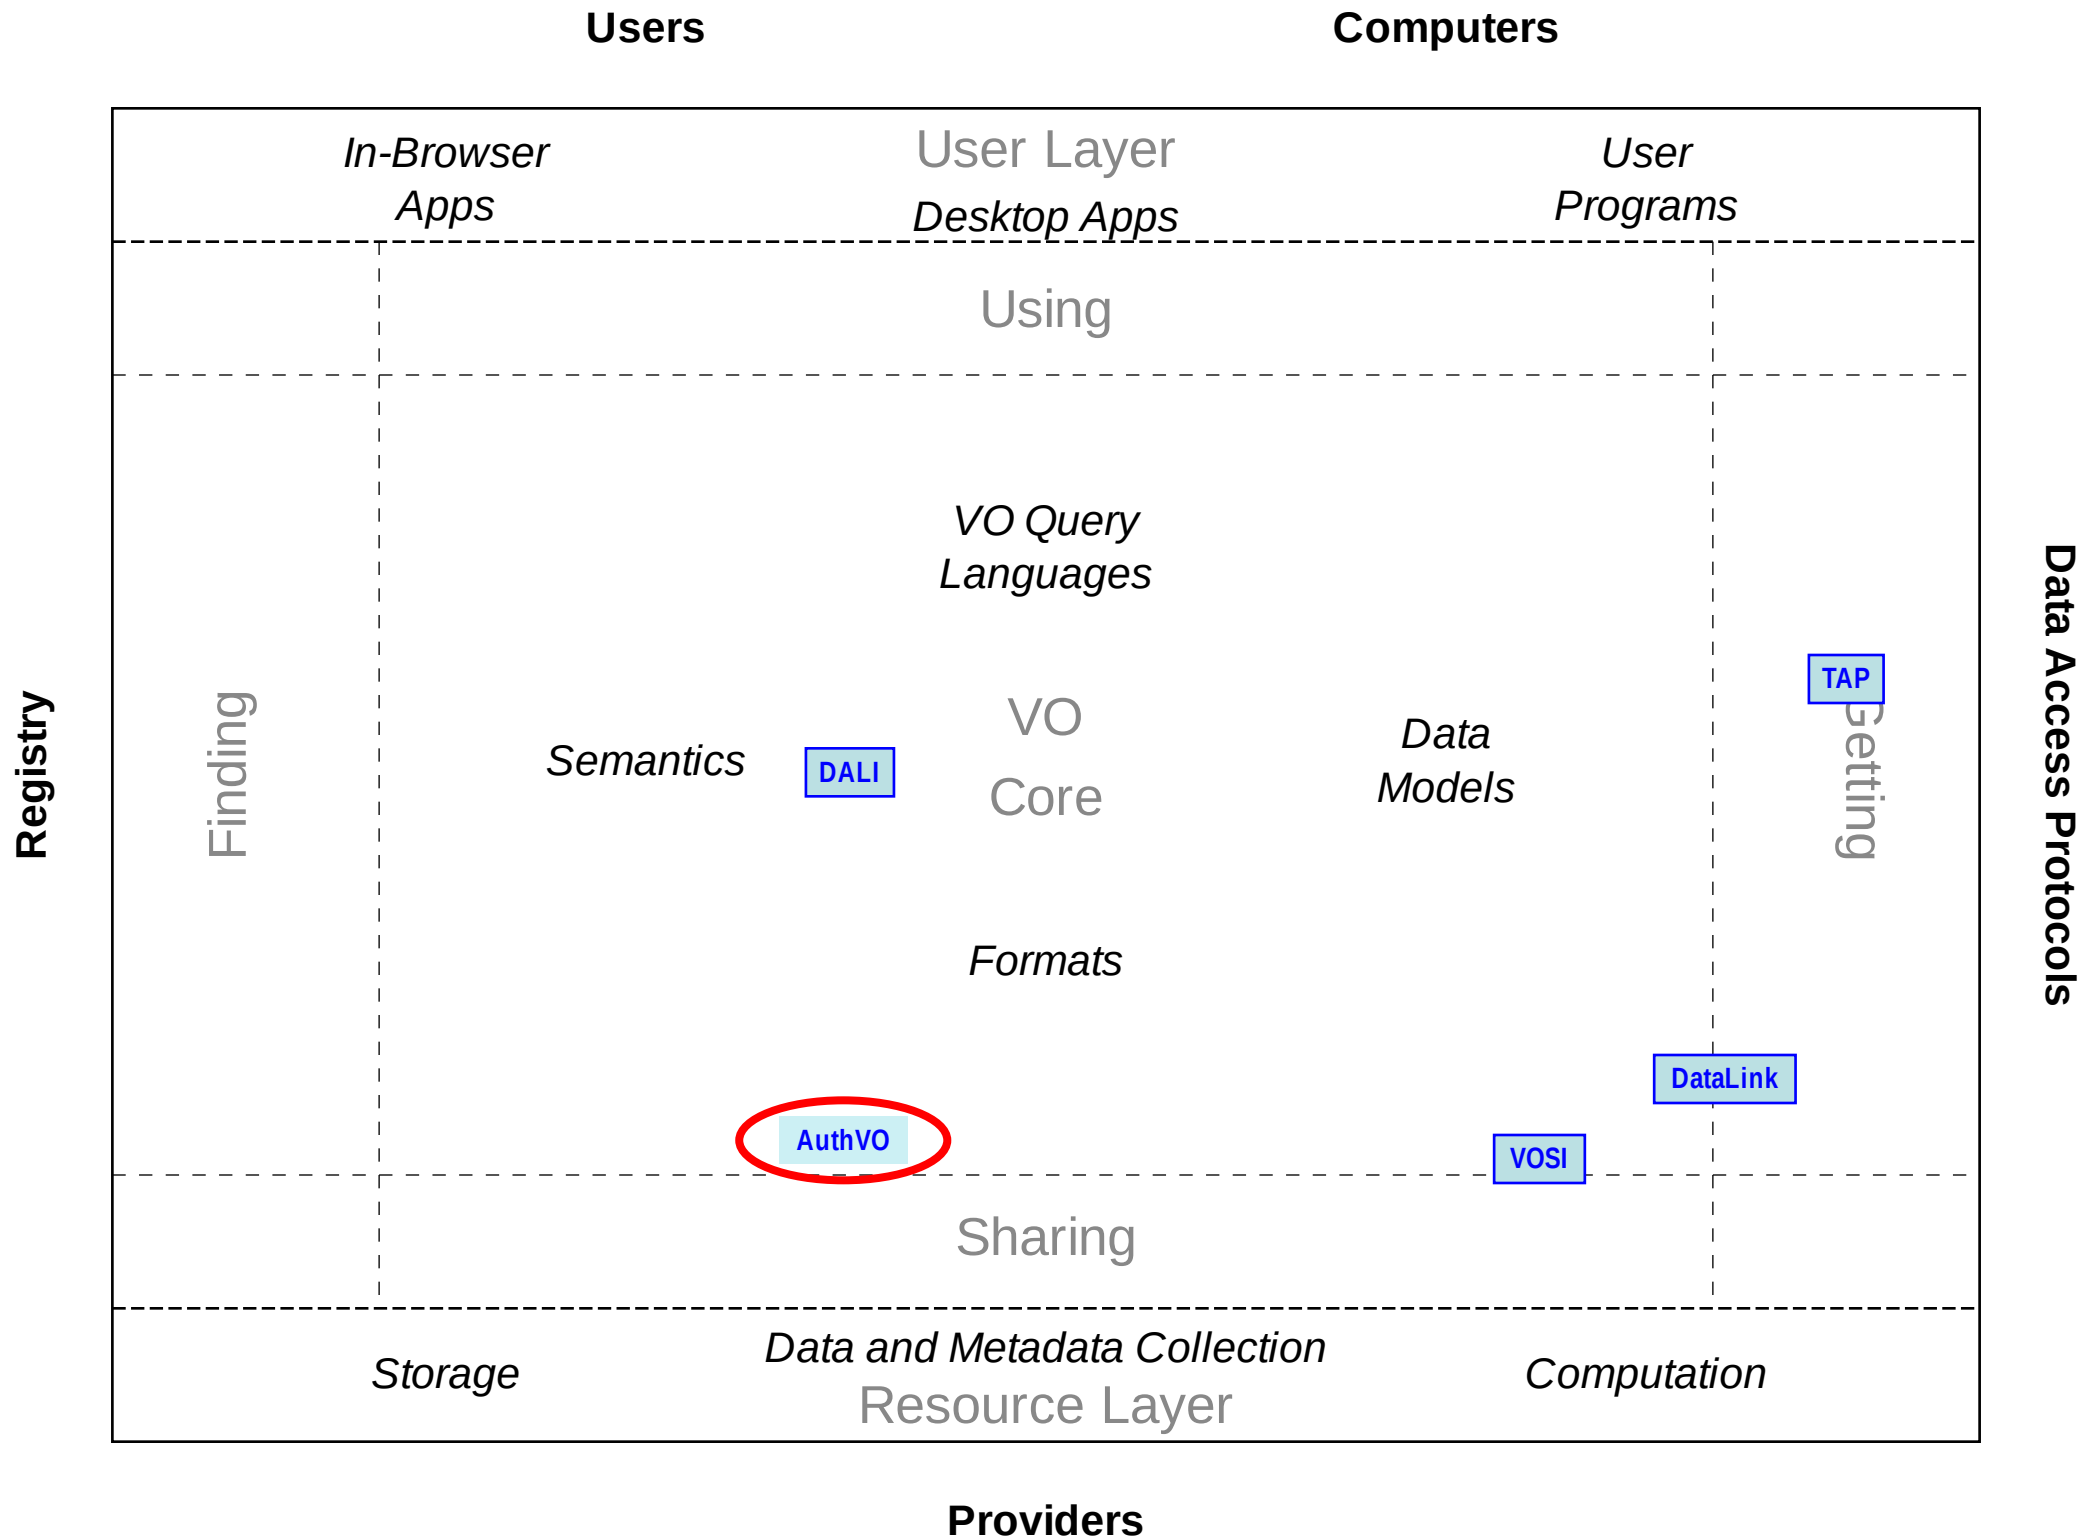 Users
Computers
In-Browser
Apps
User Layer
Desktop Apps
User
Programs
Using
VO Query
Languages
Registry
Finding
Semantics
DALI
VO
Core
Data
Models
TAP
Getting
Data Access Protocols
Formats
DataLink
AuthVO
VOSI
Sharing
Storage
Data and Metadata Collection
Resource Layer
Computation
Providers